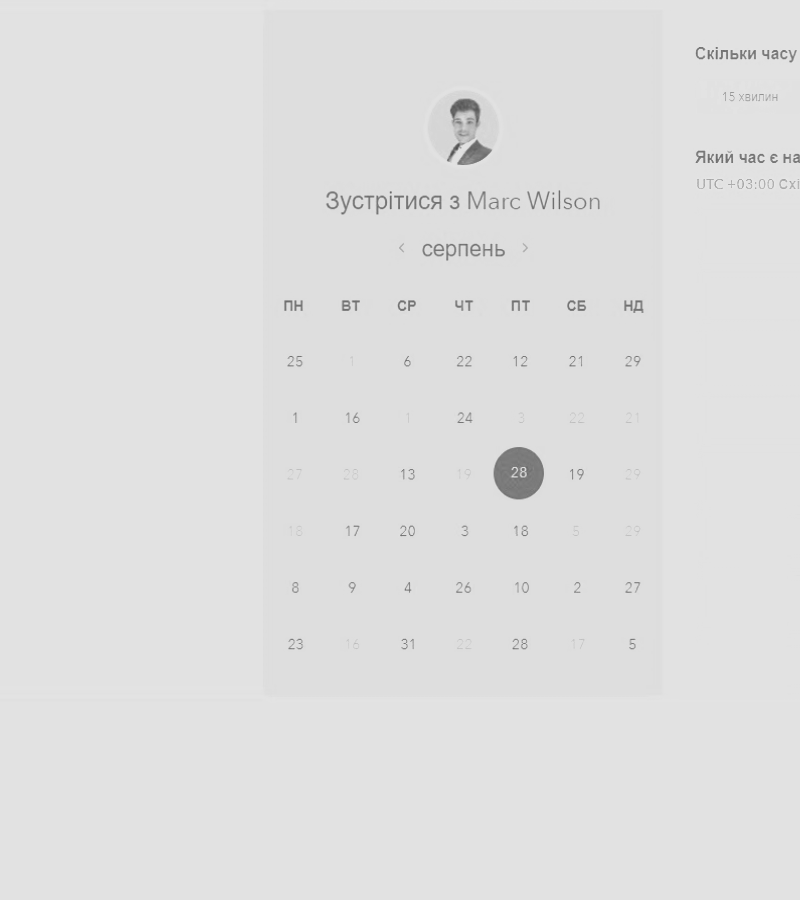 Скільки часу
15 хвилин
Який час є на
UTC +03:00 Схі
Зустрітися з Marc Wilson
серпень
ПН ВТ СР ЧТ ПТ СБ НД
25 1 6 22 12 21 29
1 16 1 24 3 22 21
27 28 13 19 28 19 29
18 17 20 3 18 5 29
8 9 4 26 10 2 27
23 16 31 22 28 17 5